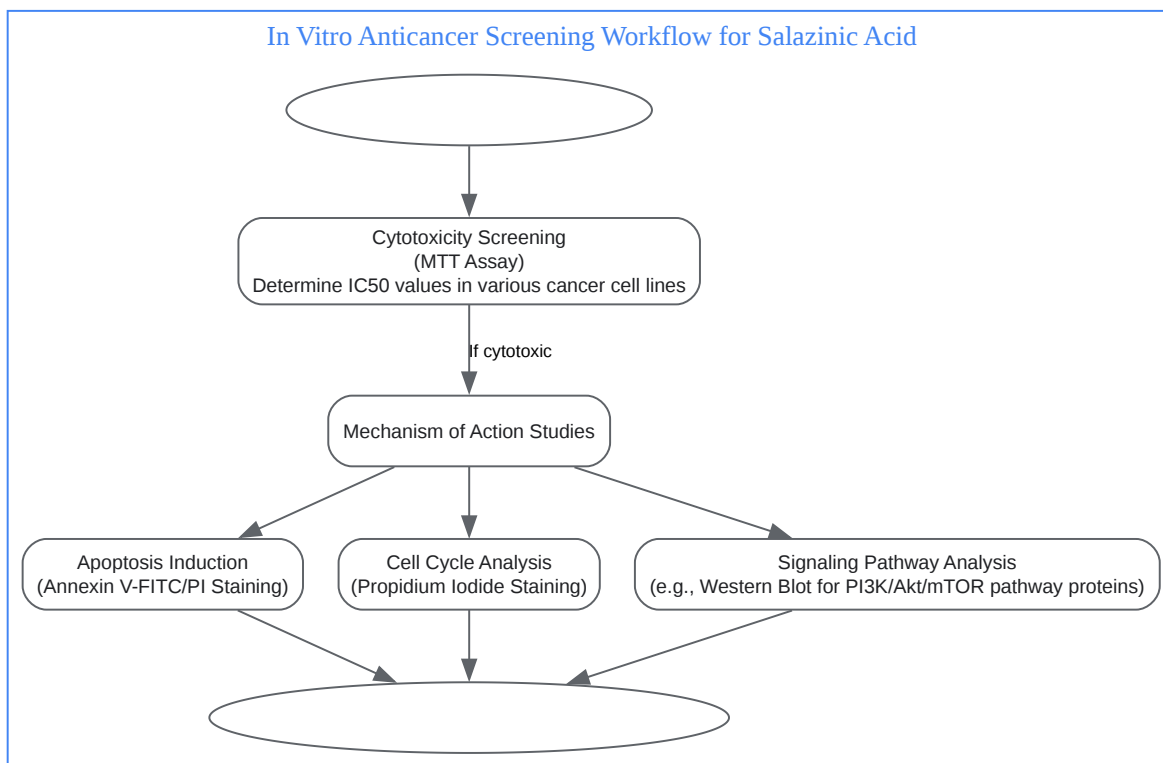 In Vitro Anticancer Screening Workflow for Salazinic Acid
Cytotoxicity Screening
(MTT Assay)
Determine IC50 values in various cancer cell lines
If cytotoxic
Mechanism of Action Studies
Apoptosis Induction
(Annexin V-FITC/PI Staining)
Cell Cycle Analysis
(Propidium Iodide Staining)
Signaling Pathway Analysis
(e.g., Western Blot for PI3K/Akt/mTOR pathway proteins)